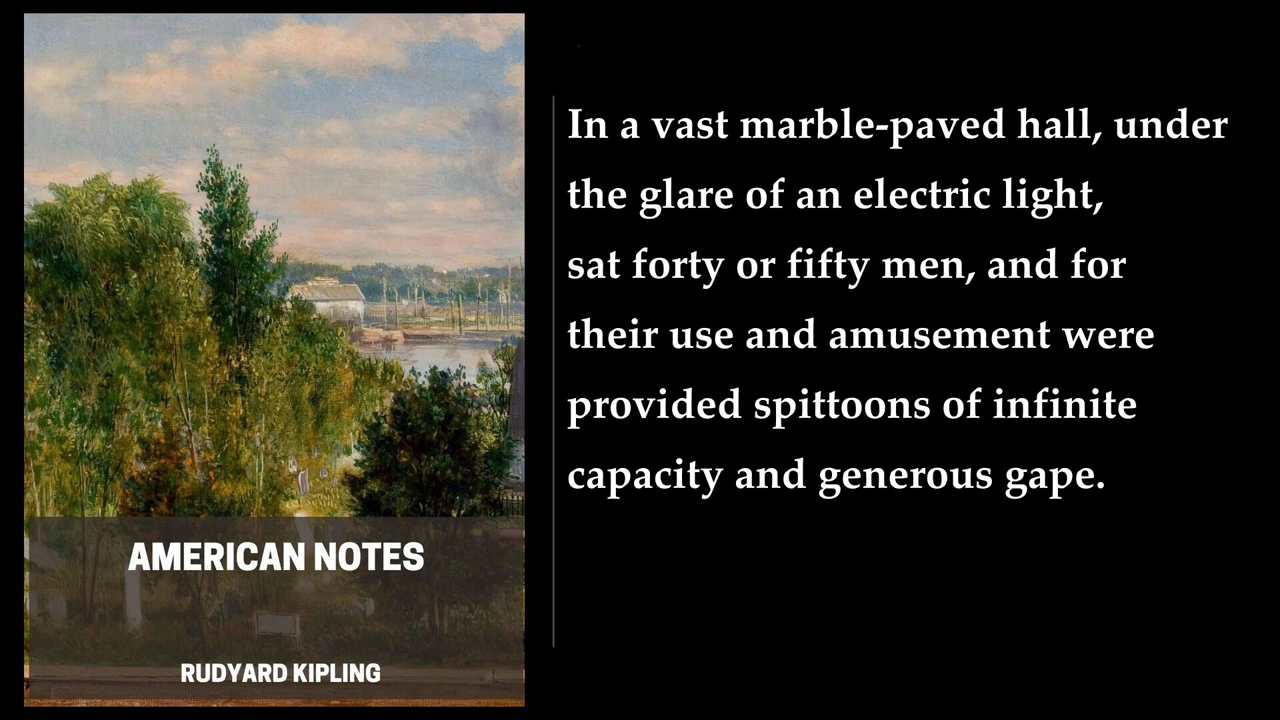 In a vast marble-paved hall, under
the glare of an electric light,
sat forty or fifty men, and for
their use and amusement were
provided spittoons of infinite
capacity and generous gape.
AMERICAN NOTES
RUDYARD KIPLING